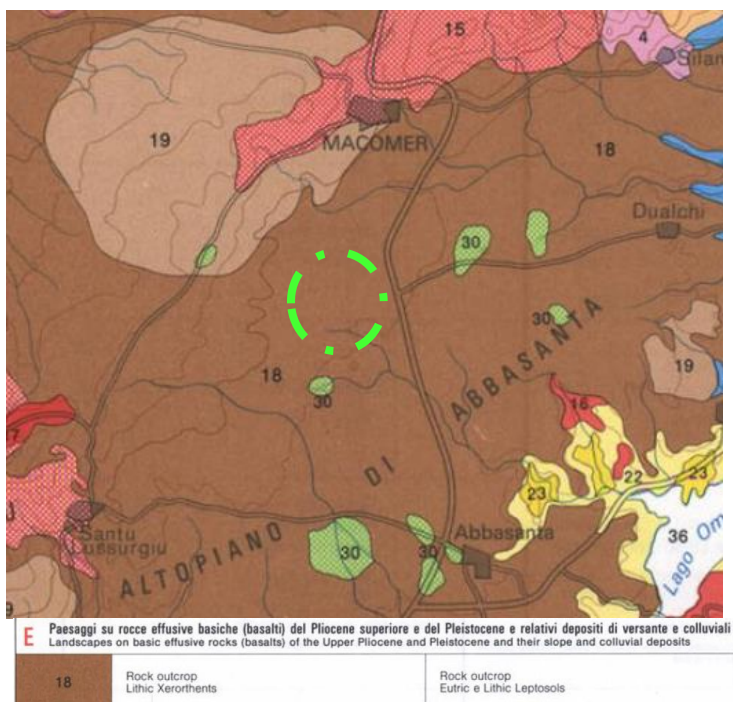 15
4
Silan
19
MACOMER
18
Dualchi
30
30
18
19
30
ALTOPIANO DI ABBASANTA
16
23
22
23
Santu
Lussurgiu
30
30
Abbasanta
36
Lago Om
9
E Paesaggi su rocce effusive basiche (basalti) del Pliocene superiore e del Pleistocene e relativi depositi di versante e colluviali
Landscapes on basic effusive rocks (basalts) of the Upper Pliocene and Pleistocene and their slope and colluvial deposits
18 Rock outcrop Rock outcrop
Lithic Xerorthents Eutric e Lithic Leptosols